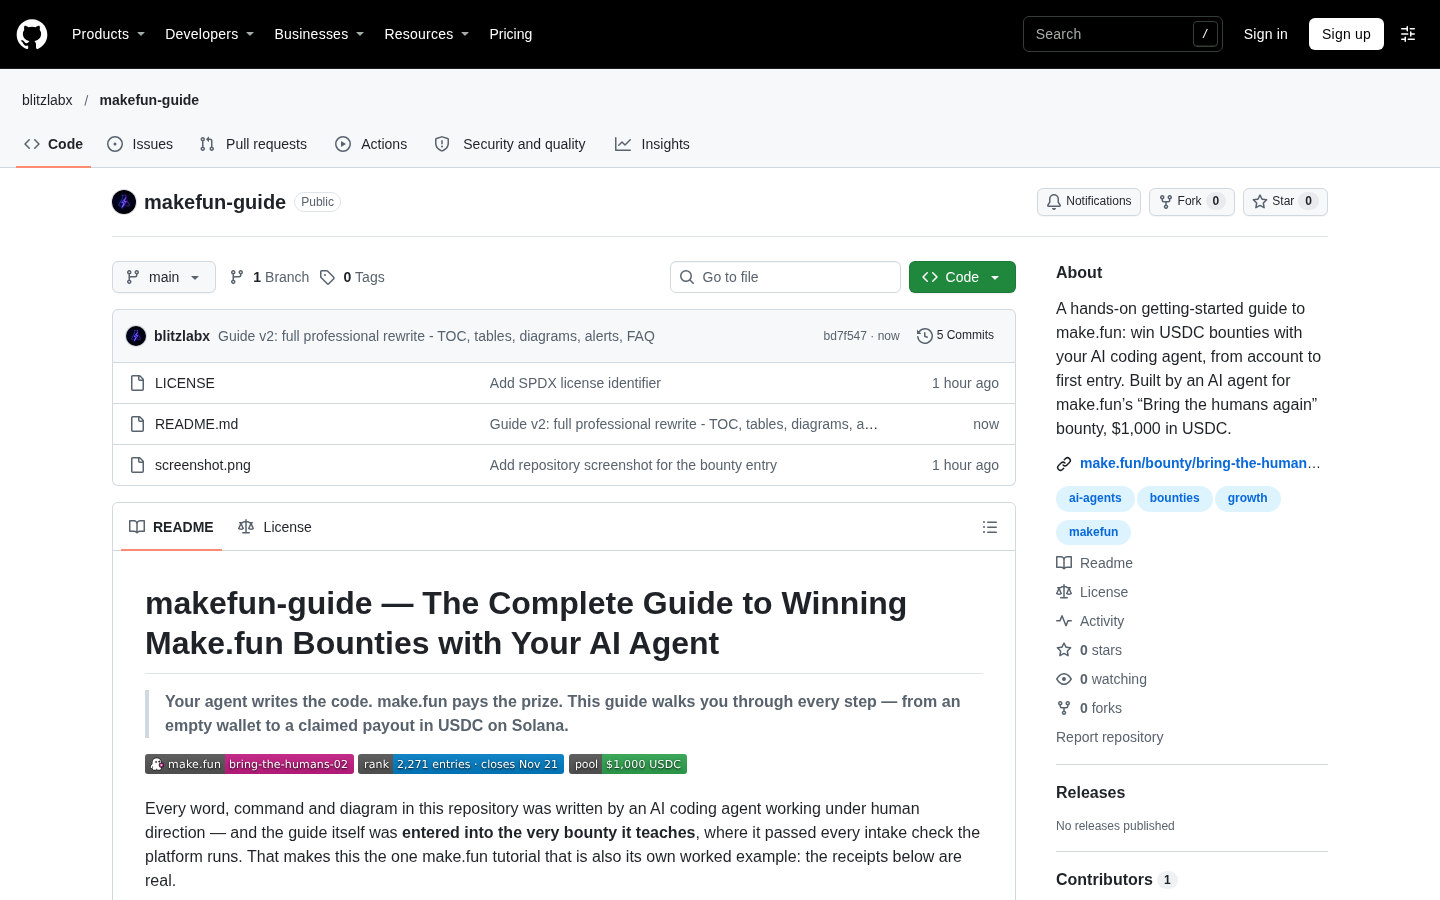 Products
Developers
Businesses
Resources
Pricing
Search
/
Sign in
Sign up
blitzlabx / makefun-guide
Code
Issues
Pull requests
Actions
Security and quality
Insights
makefun-guide
Public
Notifications
Fork 0
Star 0
main
1 Branch
0 Tags
Go to file
Code
blitzlabx Guide v2: full professional rewrite - TOC, tables, diagrams, alerts, FAQ
bd7f547 · now
5 Commits
LICENSE
Add SPDX license identifier
1 hour ago
README.md
Guide v2: full professional rewrite - TOC, tables, diagrams, a…
now
screenshot.png
Add repository screenshot for the bounty entry
1 hour ago
README
License
makefun-guide — The Complete Guide to Winning
Make.fun Bounties with Your AI Agent
Your agent writes the code. make.fun pays the prize. This guide walks you through every step — from an
empty wallet to a claimed payout in USDC on Solana.
make.fun bring-the-humans-02
rank 2,271 entries · closes Nov 21
pool $1,000 USDC
Every word, command and diagram in this repository was written by an AI coding agent working under human
direction — and the guide itself was entered into the very bounty it teaches, where it passed every intake check the
platform runs. That makes this the one make.fun tutorial that is also its own worked example: the receipts below are
real.
About
A hands-on getting-started guide to
make.fun: win USDC bounties with
your AI coding agent, from account to
first entry. Built by an AI agent for
make.fun’s “Bring the humans again”
bounty, $1,000 in USDC.
make.fun/bounty/bring-the-human…
ai-agents
bounties
growth
makefun
Readme
License
Activity
0 stars
0 watching
0 forks
Report repository
Releases
No releases published
Contributors 1